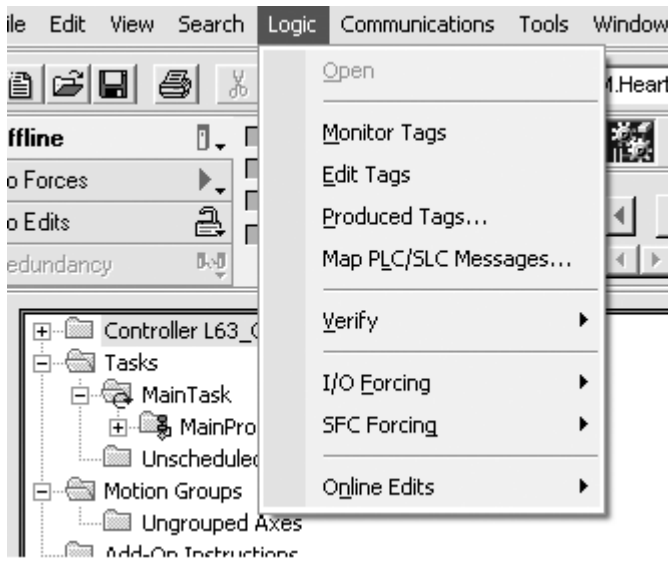 ile Edit View Search Logic Communications Tools Window
Open
M.Heart
ffline
Monitor Tags
o Forces
Edit Tags
o Edits
Produced Tags...
edundancy
Map PLC/SLC Messages...
Verify
Controller L63_C
Tasks
I/O Forcing
MainTask
SFC Forcing
MainPro
Unscheduled
Online Edits
Motion Groups
Ungrouped Axes
Add-On Instructions